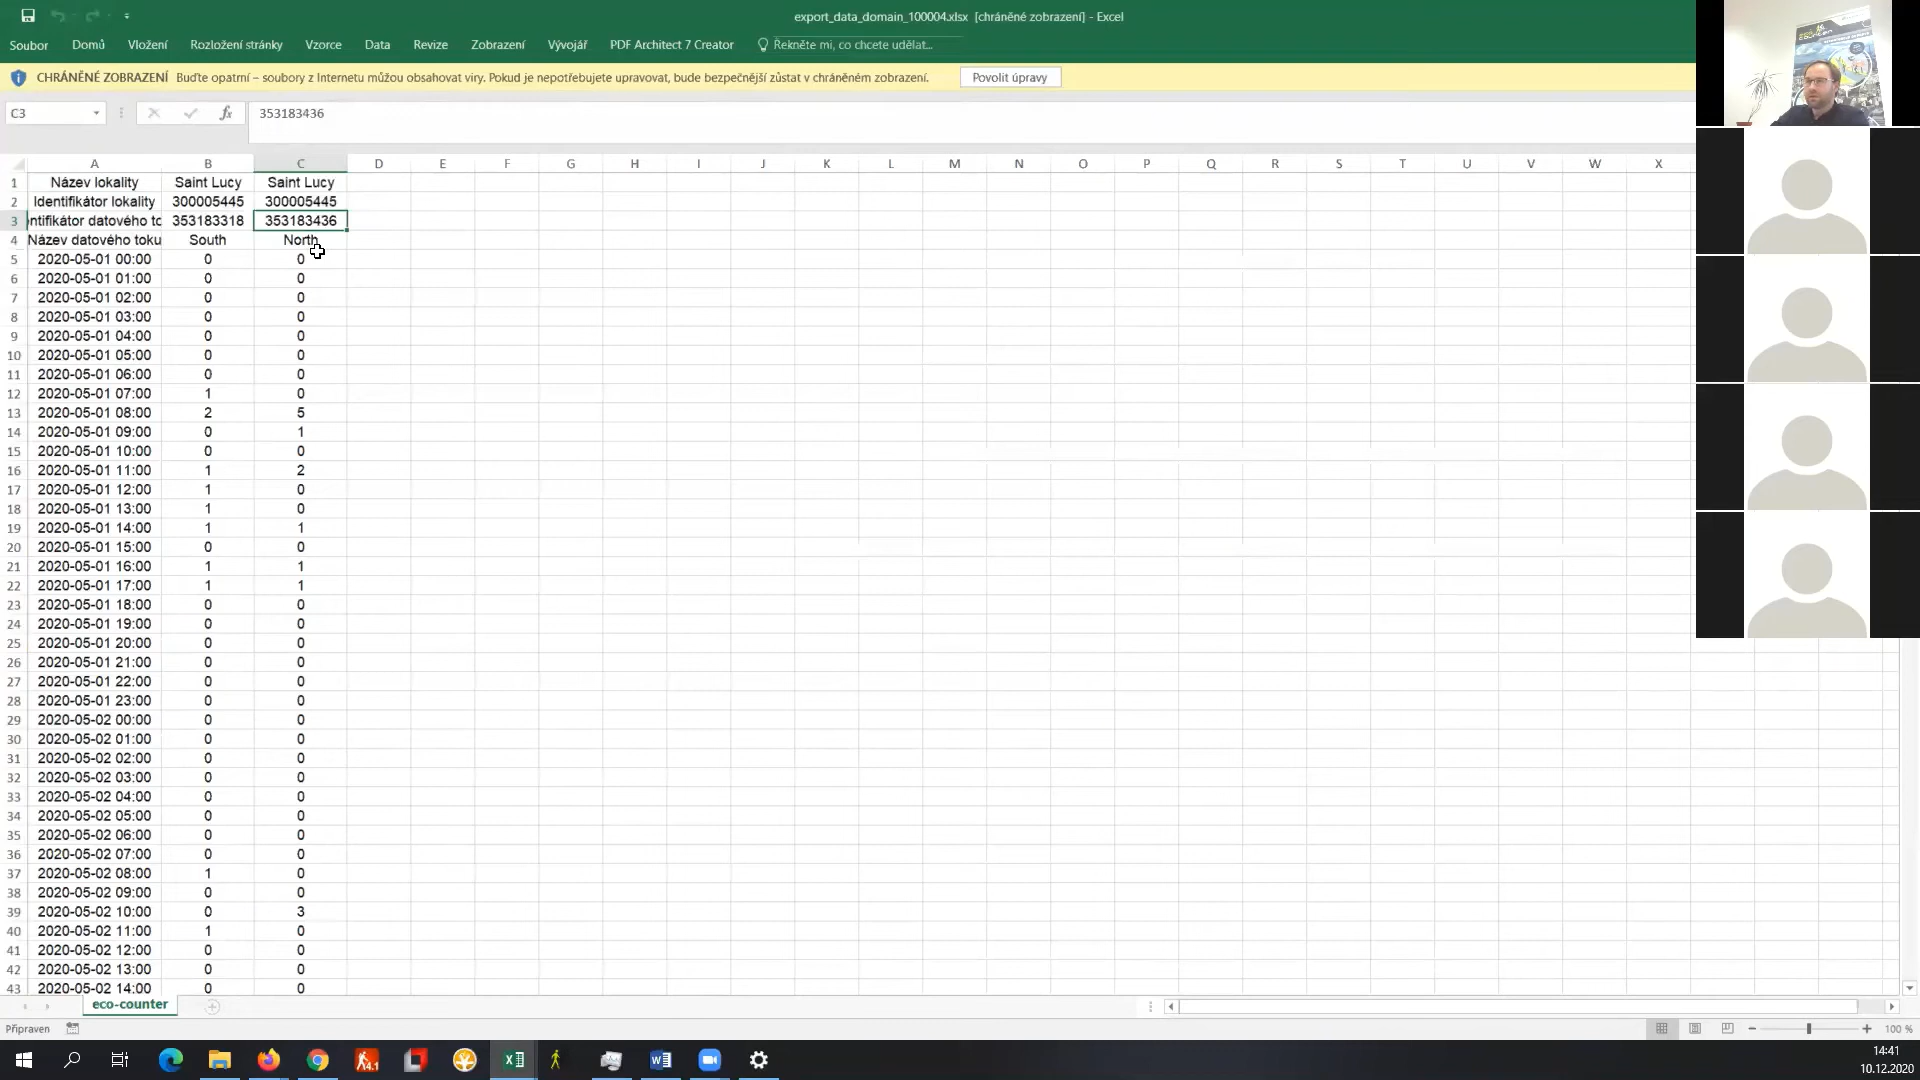 export_data_domain_100004.xlsx [chráněné zobrazení] - Excel
Soubor Domů Vložení Rozložení stránky Vzorce Data Revize Zobrazení Vývojář PDF Architect 7 Creator Řekněte mi, co chcete udělat...
CHRÁNĚNÉ ZOBRAZENÍ Buďte opatrní – soubory z Internetu můžou obsahovat viry. Pokud je nepotřebujete upravovat, bude bezpečnější zůstat v chráněném zobrazení. Povolit úpravy
C3 fx 353183436
A B C D E F G H I J K L M N O P Q R S T U V W X
1 Název lokality Saint Lucy Saint Lucy
2 Identifikátor lokality 300005445 300005445
3 ntifikátor datového to 353183318 353183436
4 Název datového toku South North
5 2020-05-01 00:00 0 0
6 2020-05-01 01:00 0 0
7 2020-05-01 02:00 0 0
8 2020-05-01 03:00 0 0
9 2020-05-01 04:00 0 0
10 2020-05-01 05:00 0 0
11 2020-05-01 06:00 0 0
12 2020-05-01 07:00 1 0
13 2020-05-01 08:00 2 5
14 2020-05-01 09:00 0 1
15 2020-05-01 10:00 0 0
16 2020-05-01 11:00 1 2
17 2020-05-01 12:00 1 0
18 2020-05-01 13:00 1 0
19 2020-05-01 14:00 1 1
20 2020-05-01 15:00 0 0
21 2020-05-01 16:00 1 1
22 2020-05-01 17:00 1 1
23 2020-05-01 18:00 0 0
24 2020-05-01 19:00 0 0
25 2020-05-01 20:00 0 0
26 2020-05-01 21:00 0 0
27 2020-05-01 22:00 0 0
28 2020-05-01 23:00 0 0
29 2020-05-02 00:00 0 0
30 2020-05-02 01:00 0 0
31 2020-05-02 02:00 0 0
32 2020-05-02 03:00 0 0
33 2020-05-02 04:00 0 0
34 2020-05-02 05:00 0 0
35 2020-05-02 06:00 0 0
36 2020-05-02 07:00 0 0
37 2020-05-02 08:00 1 0
38 2020-05-02 09:00 0 0
39 2020-05-02 10:00 0 3
40 2020-05-02 11:00 1 0
41 2020-05-02 12:00 0 0
42 2020-05-02 13:00 0 0
43 2020-05-02 14:00 0 0
eco-counter
Připraven 100 %
4.1
14:41
10.12.2020